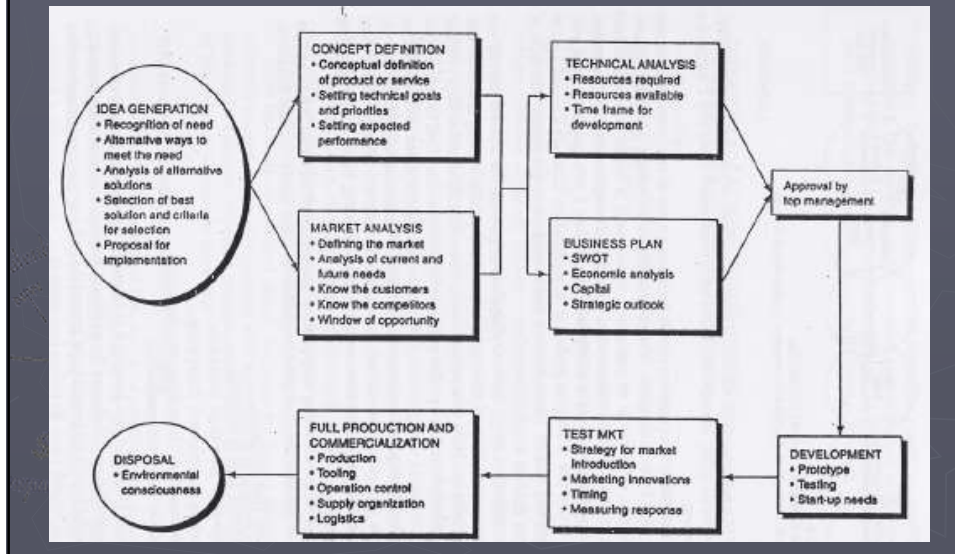 IDEA GENERATION
• Recognition of need
• Alternative ways to
meet the need
• Analysis of alternative
solutions
• Selection of best
solution and criteria
for selection
• Proposal for
implementation
CONCEPT DEFINITION
• Conceptual definition
of product or service
• Setting technical goals
and priorities
• Setting expected
performance
MARKET ANALYSIS
• Defining the market
• Analysis of current and
future needs
• Know the customers
• Know the competitors
• Window of opportunity
TECHNICAL ANALYSIS
• Resources required
• Resources available
• Time frame for
development
BUSINESS PLAN
• SWOT
• Economic analysis
• Capital
• Strategic outlook
Approval by
top management
DEVELOPMENT
• Prototype
• Testing
• Start-up needs
TEST MKT
• Strategy for market
introduction
• Marketing innovations
• Timing
• Measuring response
FULL PRODUCTION AND
COMMERCIALIZATION
• Production
• Tooling
• Operation control
• Supply organization
• Logistics
DISPOSAL
• Environmental
consciousness